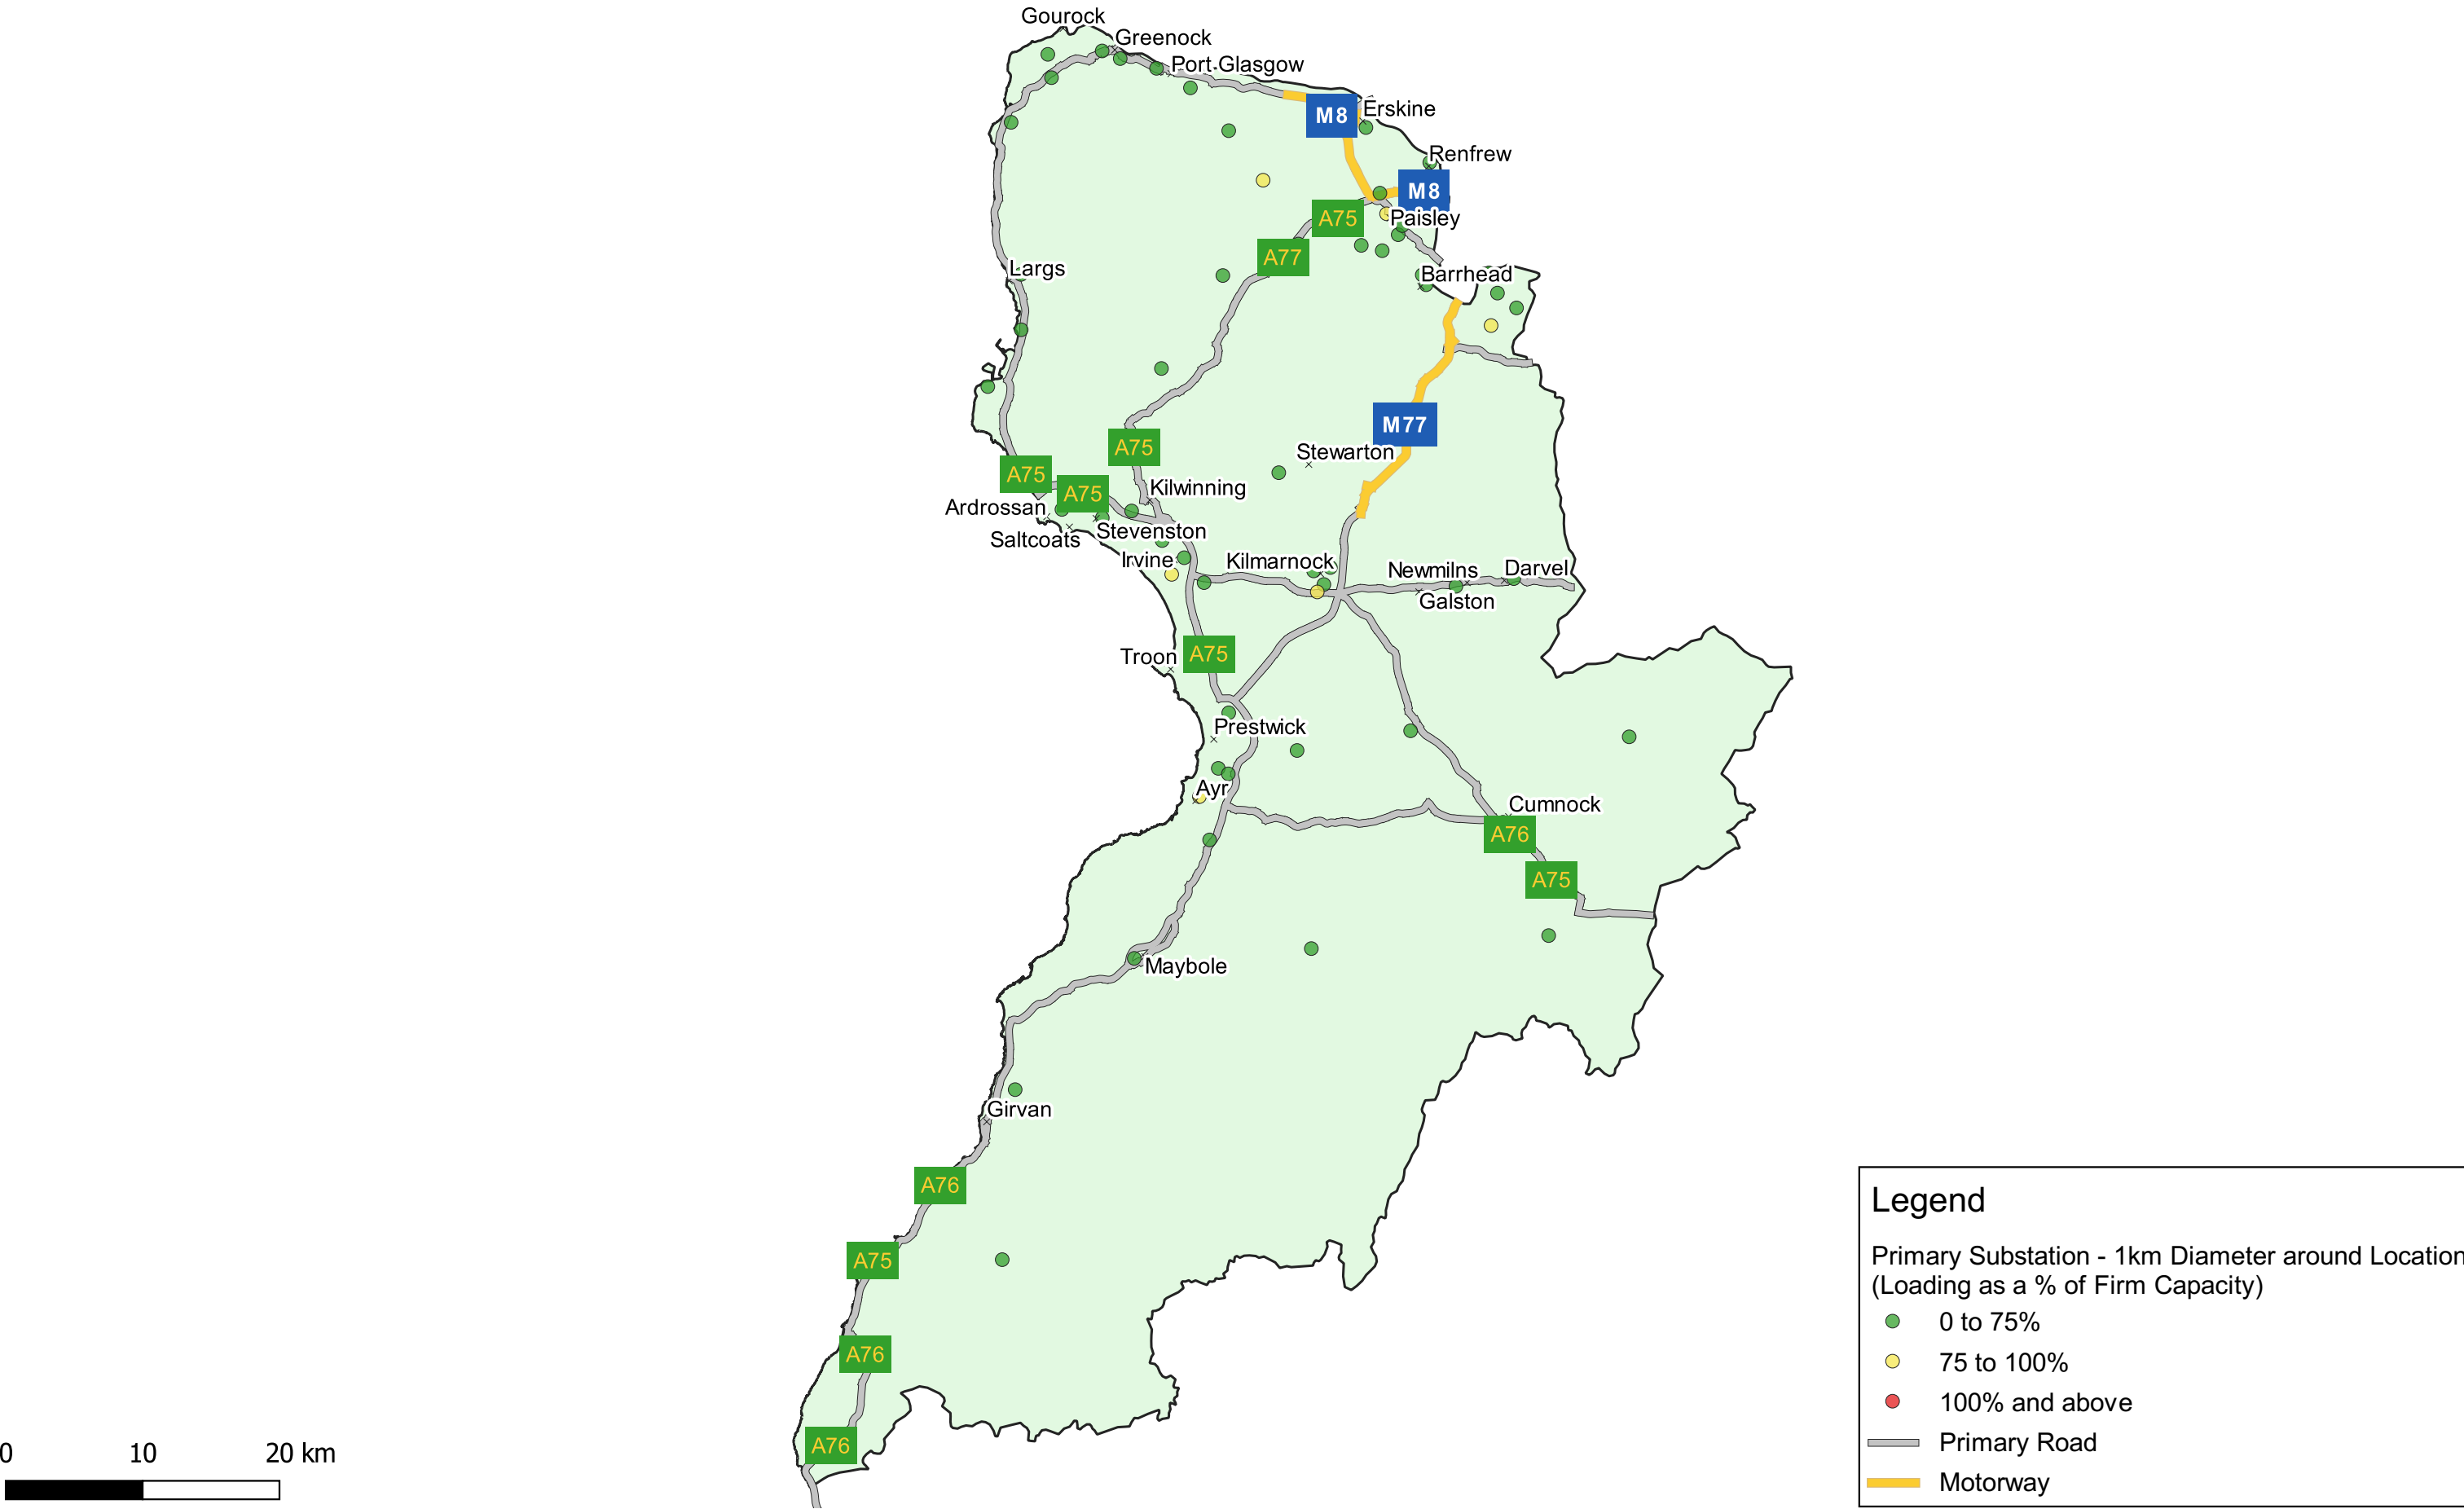 Gourock
Greenock
Port Glasgow
M8
Erskine
Renfrew
M8
A75
Paisley
A77
Largs
Barrhead
M77
A75
Stewarton
A75
A75
Kilwinning
Ardrossan
Stevenston
Saltcoats
Irvine
Kilmarnock
Newmilns
Darvel
Galston
Troon
A75
Prestwick
Ayr
Cumnock
A76
A75
Maybole
Girvan
A76
A75
A76
A76
0 10 20 km
Legend
Primary Substation - 1km Diameter around Location
(Loading as a % of Firm Capacity)
0 to 75%
75 to 100%
100% and above
Primary Road
Motorway